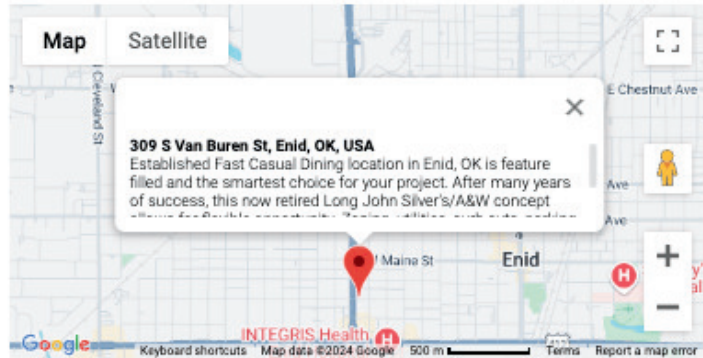 Map Satellite
E Chestnut Ave
Cleveland St
309 S Van Buren St, Enid, OK, USA
Established Fast Casual Dining location in Enid, OK is feature
filled and the smartest choice for your project. After many years
of success, this now retired Long John Silver's/A&W concept
Ave
Ave
Maine St
Enid
H
INTEGRIS Health
H
Google
Keyboard shortcuts Map data ©2024 Google 500 m Terms Report a map error